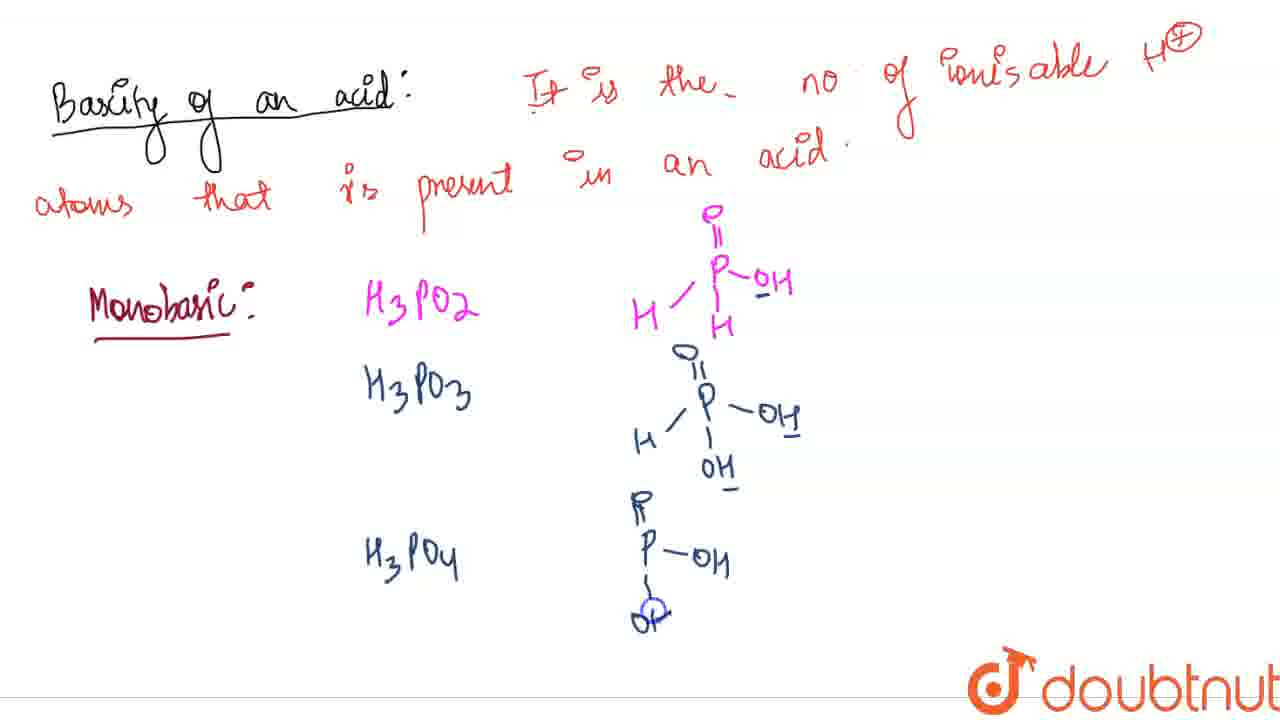 Basicity of an acid: It is the no of ionisable H⊕
atoms that is present in an acid.
Monobasic: H3PO2
O
P OH
H H
H3PO3
O
P OH
H
OH
H3PO4
O
P OH
OH
doubtnut